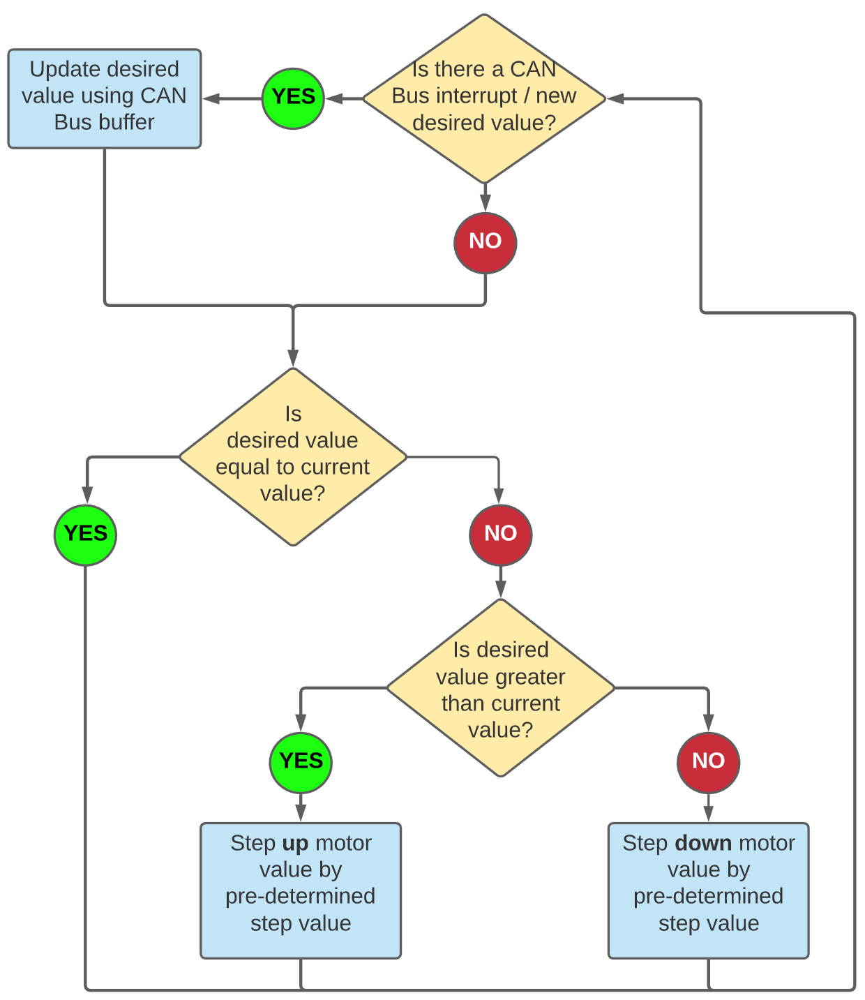 Update desired
value using CAN
Bus buffer
YES
Is there a CAN
Bus interrupt / new
desired value?
NO
Is
desired value
equal to current
value?
YES
NO
Is desired
value greater
than current
value?
YES
NO
Step up motor
value by
pre-determined
step value
Step down motor
value by
pre-determined
step value